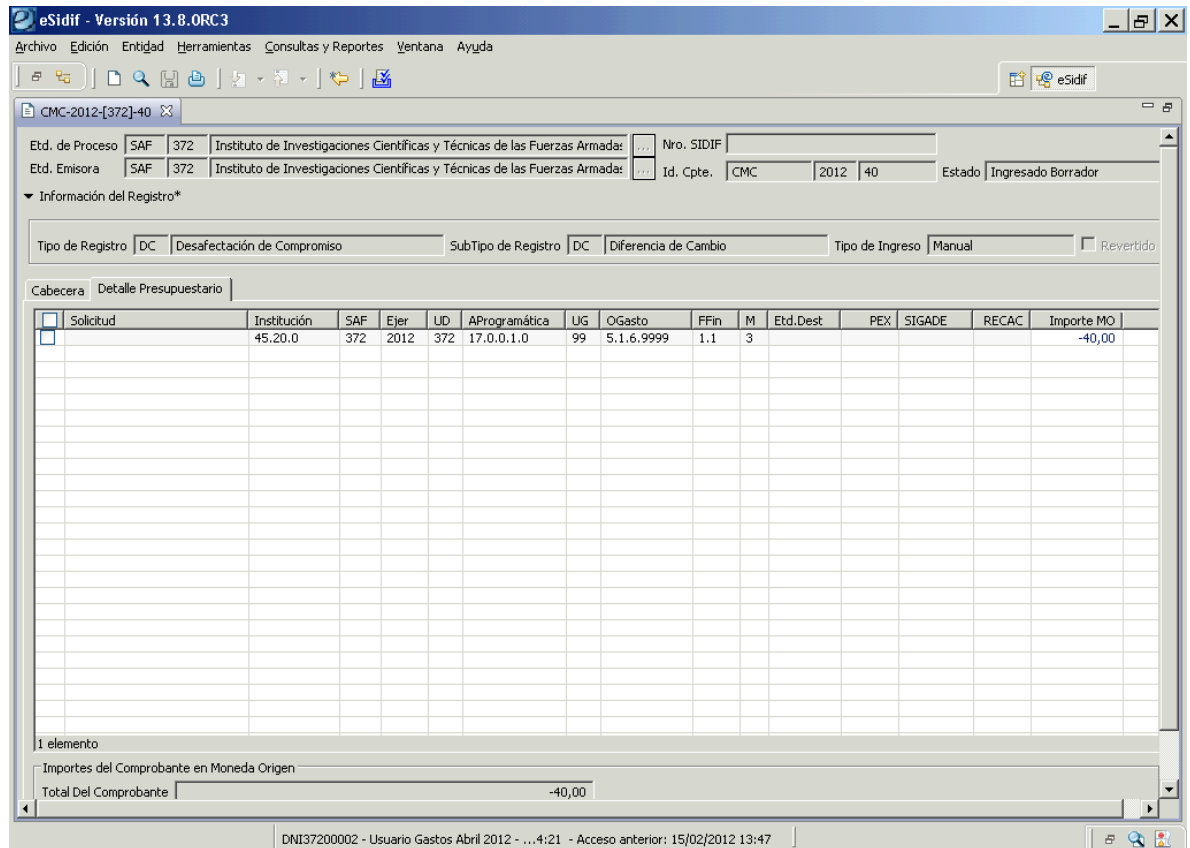 eSidif - Versión 13.8.0RC3
Archivo Edición Entidad Herramientas Consultas y Reportes Ventana Ayuda
eSidif
CMC-2012-[372]-40
Etd. de Proceso SAF 372 Instituto de Investigaciones Científicas y Técnicas de las Fuerzas Armada: ... Nro. SIDIF
Etd. Emisora SAF 372 Instituto de Investigaciones Científicas y Técnicas de las Fuerzas Armada: ... Id. Cpte. CMC 2012 40 Estado Ingresado Borrador
Información del Registro*
Tipo de Registro DC Desafectación de Compromiso SubTipo de Registro DC Diferencia de Cambio Tipo de Ingreso Manual Revertido
Cabecera Detalle Presupuestario
Solicitud Institución SAF Ejer UD AProgramática UG OGasto FFin M Etd.Dest PEX SIGADE RECAC Importe MO
45.20.0 372 2012 372 17.0.0.1.0 99 5.1.6.9999 1.1 3 -40,00
1 elemento
Importes del Comprobante en Moneda Origen
Total Del Comprobante -40,00
DNI37200002 - Usuario Gastos Abril 2012 - ...4:21 - Acceso anterior: 15/02/2012 13:47